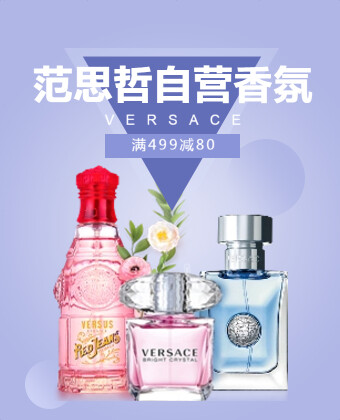 范思哲自营香氛
VERSACE
满499减80
VERSUS
RED JEANS
VERSACE
BRIGHT CRYSTAL